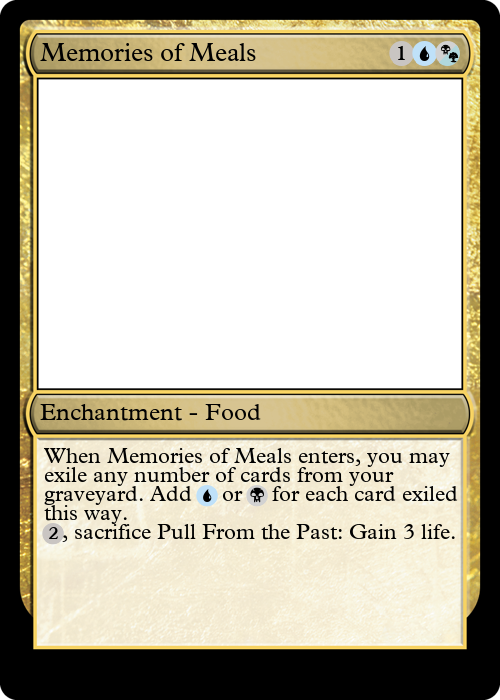 Memories of Meals 1
Enchantment - Food
When Memories of Meals enters, you may
exile any number of cards from your
graveyard. Add or for each card exiled
this way.
2, sacrifice Pull From the Past: Gain 3 life.